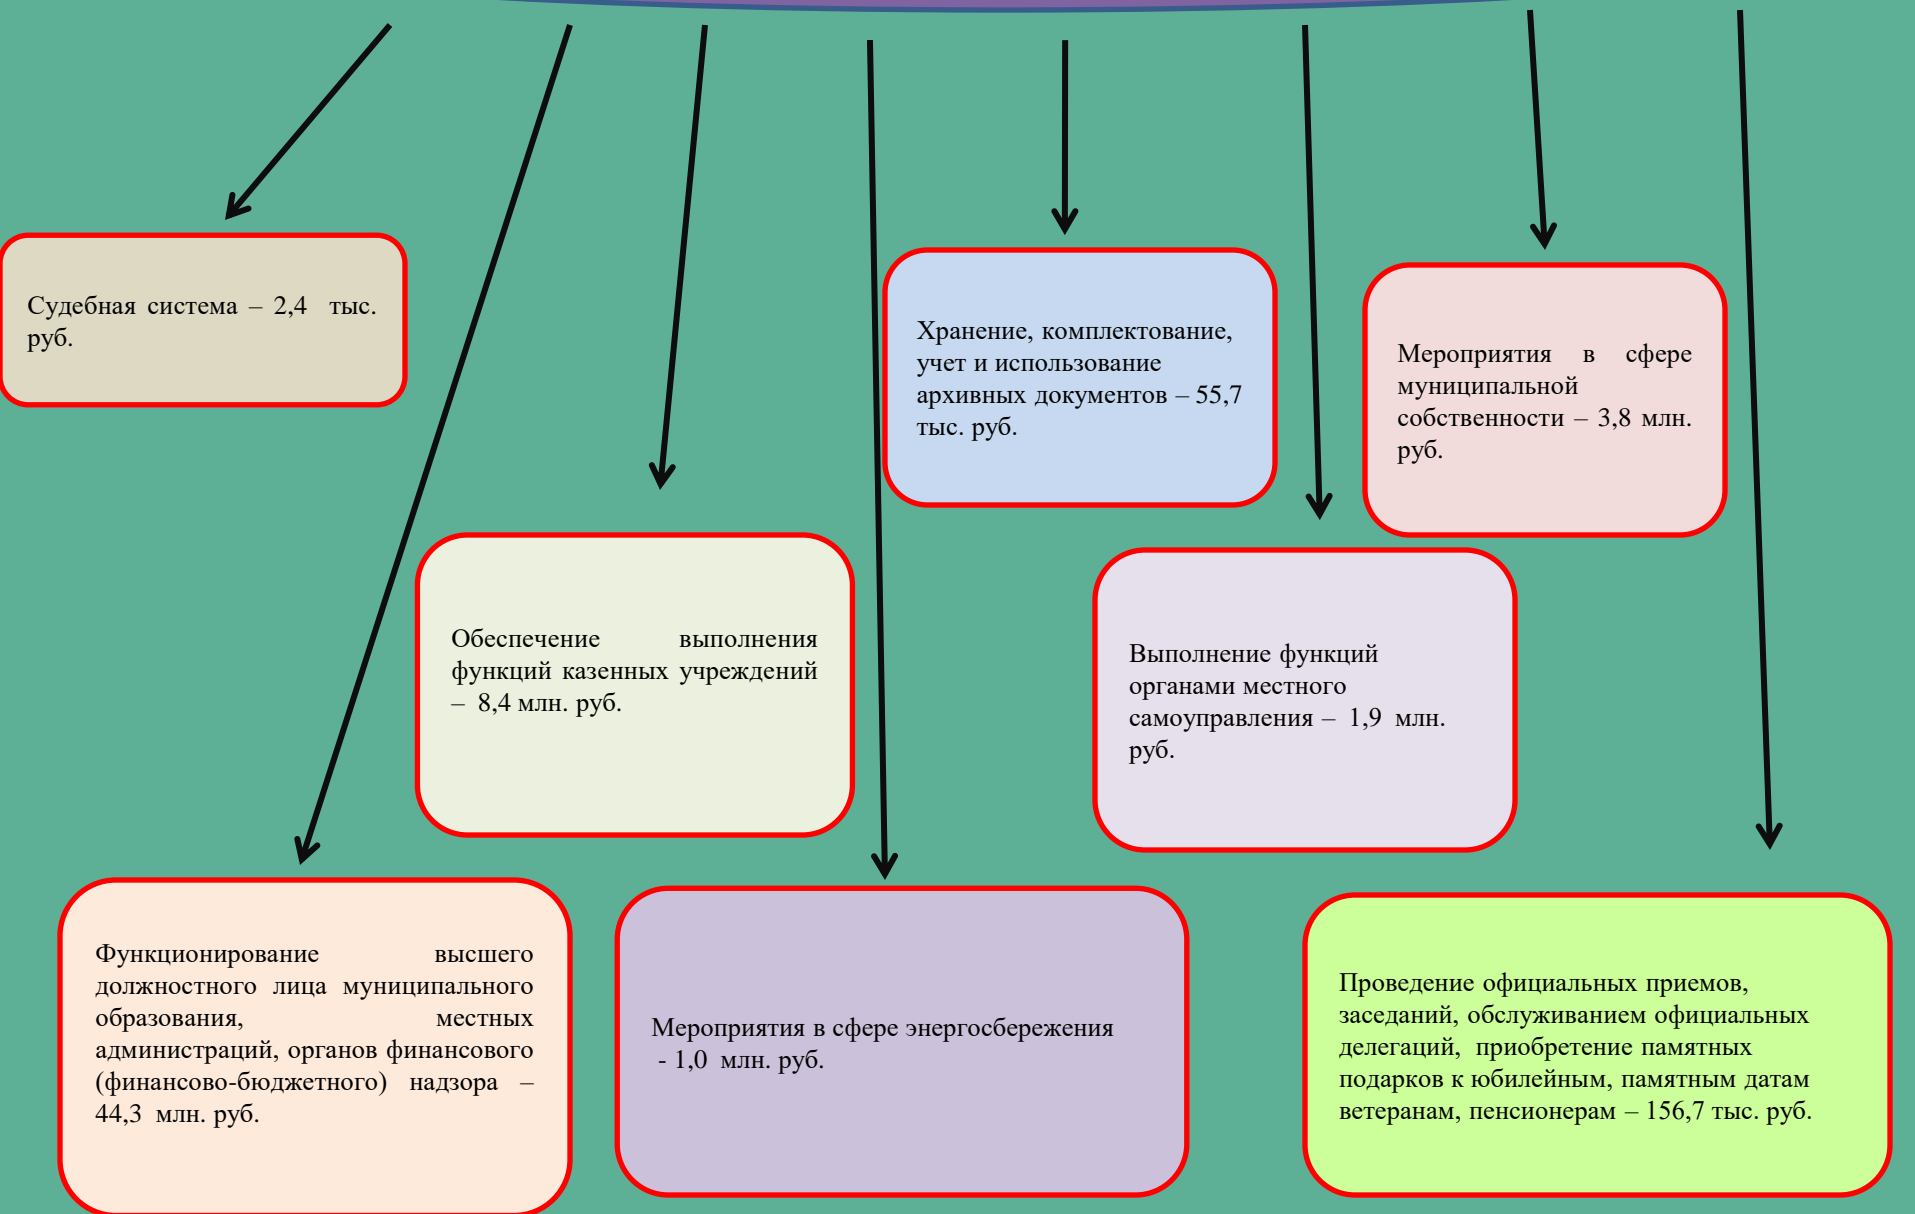 Судебная система – 2,4 тыс.
руб.
Хранение, комплектование,
учет и использование
архивных документов – 55,7
тыс. руб.
Мероприятия в сфере
муниципальной
собственности – 3,8 млн.
руб.
Обеспечение выполнения
функций казенных учреждений
– 8,4 млн. руб.
Выполнение функций
органами местного
самоуправления – 1,9 млн.
руб.
Функционирование высшего
должностного лица муниципального
образования, местных
администраций, органов финансового
(финансово-бюджетного) надзора –
44,3 млн. руб.
Мероприятия в сфере энергосбережения
- 1,0 млн. руб.
Проведение официальных приемов,
заседаний, обслуживанием официальных
делегаций, приобретение памятных
подарков к юбилейным, памятным датам
ветеранам, пенсионерам – 156,7 тыс. руб.